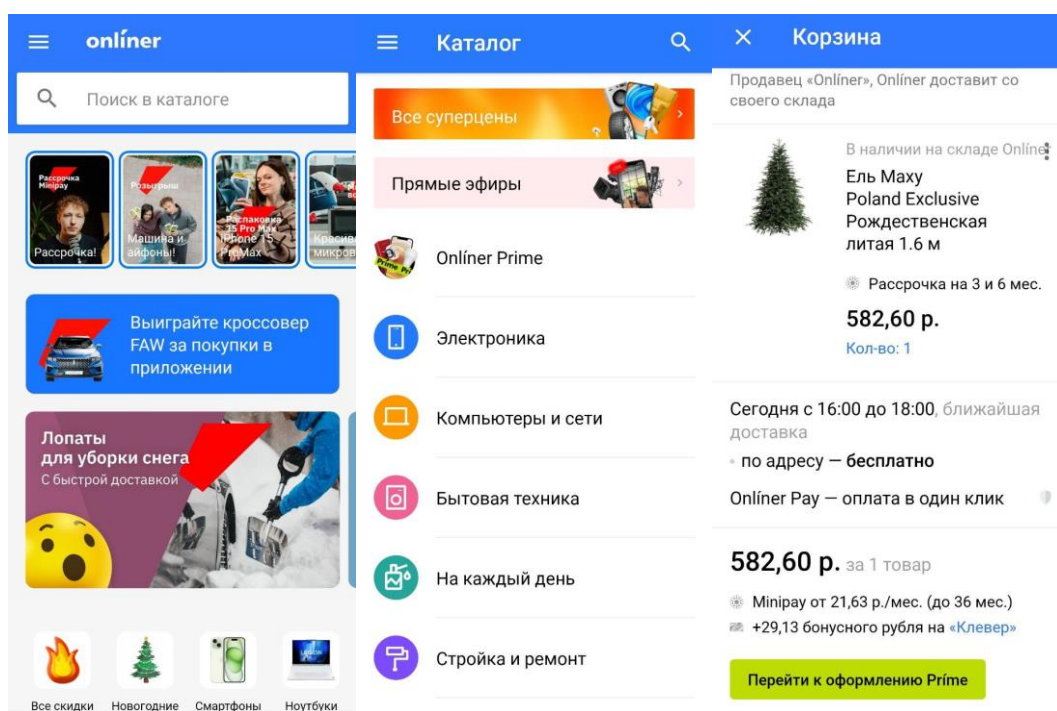 onlíner
Поиск в каталоге
Рассрочка
Minipay
Рассрочка!
Розыгрыш
Машина и
айфоны!
Распаковка
15 Pro Max
iPhone 15
ProMax
Выиграйте кроссовер
FAW за покупки в
приложении
Лопаты
для уборки снега
С быстрой доставкой
Все скидки
Новогодние
Смартфоны
Ноутбуки
Каталог
Все суперцены
Прямые эфиры
Onlíner Prime
Электроника
Компьютеры и сети
Бытовая техника
На каждый день
Стройка и ремонт
Корзина
Продавец «Onlíner», Onlíner доставит со
своего склада
В наличии на складе Onlíner
Ель Maxy
Poland Exclusive
Рождественская
литая 1.6 м
Рассрочка на 3 и 6 мес.
582,60 р.
Кол-во: 1
Сегодня с 16:00 до 18:00, ближайшая
доставка
по адресу — бесплатно
Onlíner Pay — оплата в один клик
582,60 р. за 1 товар
Minipay от 21,63 р./мес. (до 36 мес.)
+29,13 бонусного рубля на «Клевер»
Перейти к оформлению Príme